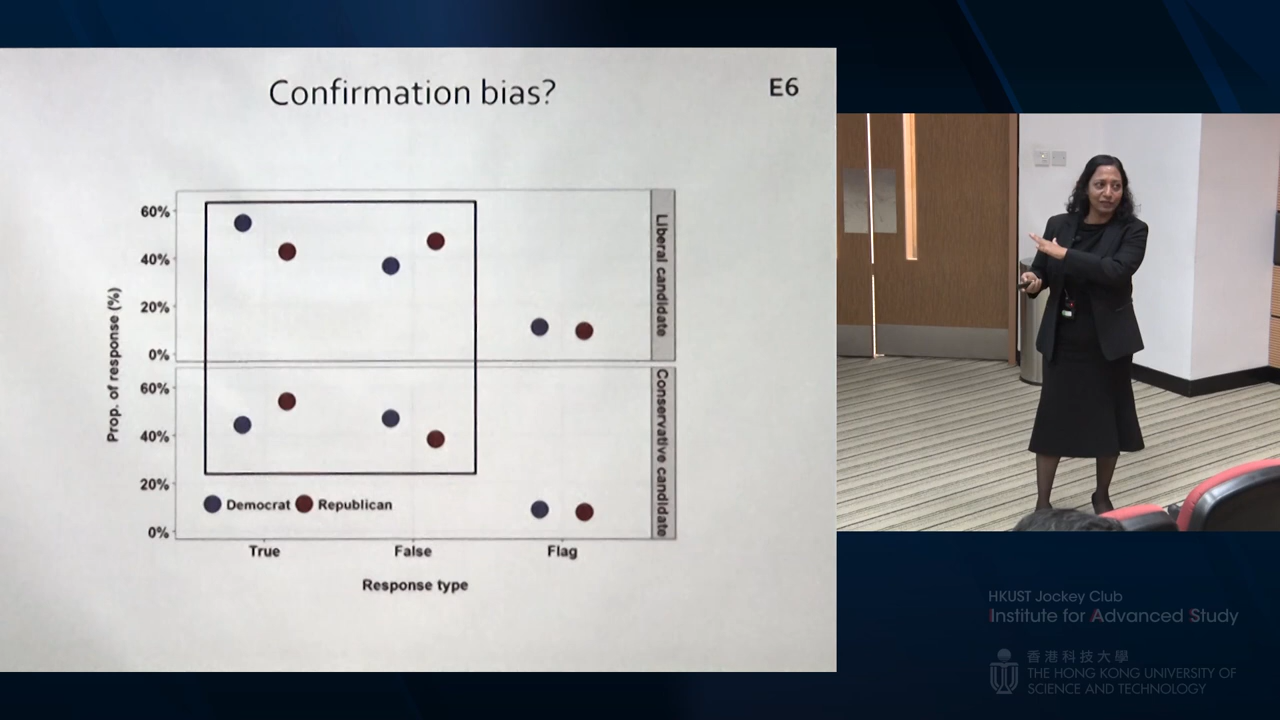 Confirmation bias?
E6
60%
40%
20%
0%
Liberal candidate
60%
40%
20%
0%
Conservative candidate
Prop. of response (%)
Democrat
Republican
True
False
Flag
Response type
HKUST Jockey Club
Institute for Advanced Study
香港科技大學
THE HONG KONG UNIVERSITY OF
SCIENCE AND TECHNOLOGY